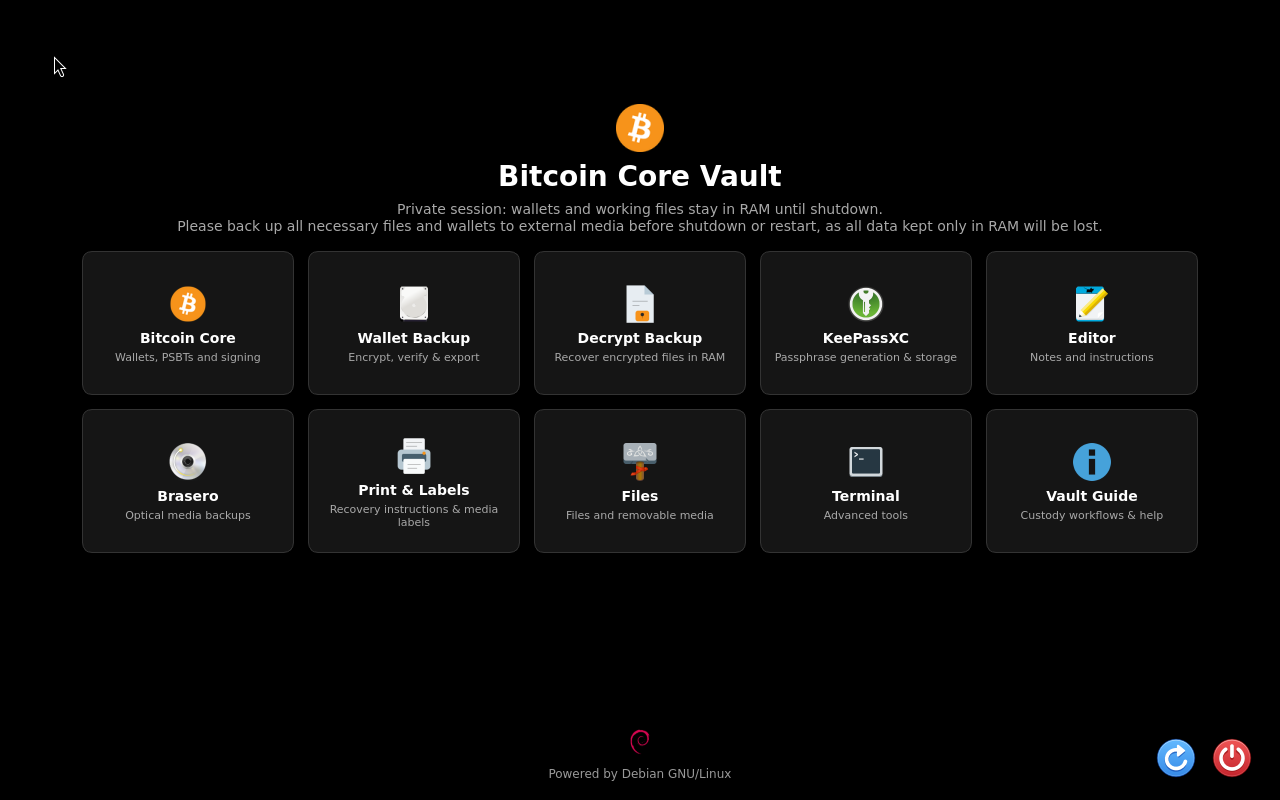 Bitcoin Core Vault
Private session: wallets and working files stay in RAM until shutdown.
Please back up all necessary files and wallets to external media before shutdown or restart, as all data kept only in RAM will be lost.
Bitcoin Core
Wallets, PSBTs and signing
Wallet Backup
Encrypt, verify & export
Decrypt Backup
Recover encrypted files in RAM
KeePassXC
Passphrase generation & storage
Editor
Notes and instructions
Brasero
Optical media backups
Print & Labels
Recovery instructions & media
labels
Files
Files and removable media
Terminal
Advanced tools
Vault Guide
Custody workflows & help
Powered by Debian GNU/Linux